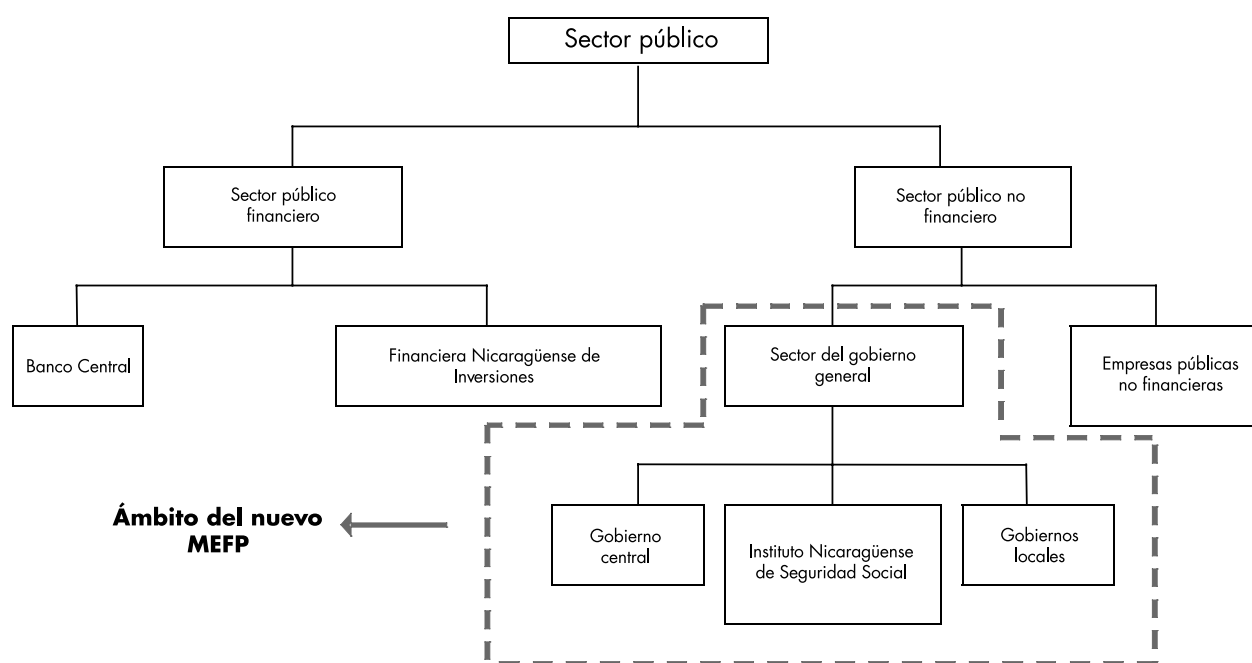 Sector público
Sector público
financiero
Sector público no
financiero
Banco Central
Financiera Nicaragüense de
Inversiones
Sector del gobierno
general
Empresas públicas
no financieras
Ámbito del nuevo
MEFP
Gobierno
central
Instituto Nicaragüense
de Seguridad Social
Gobiernos
locales